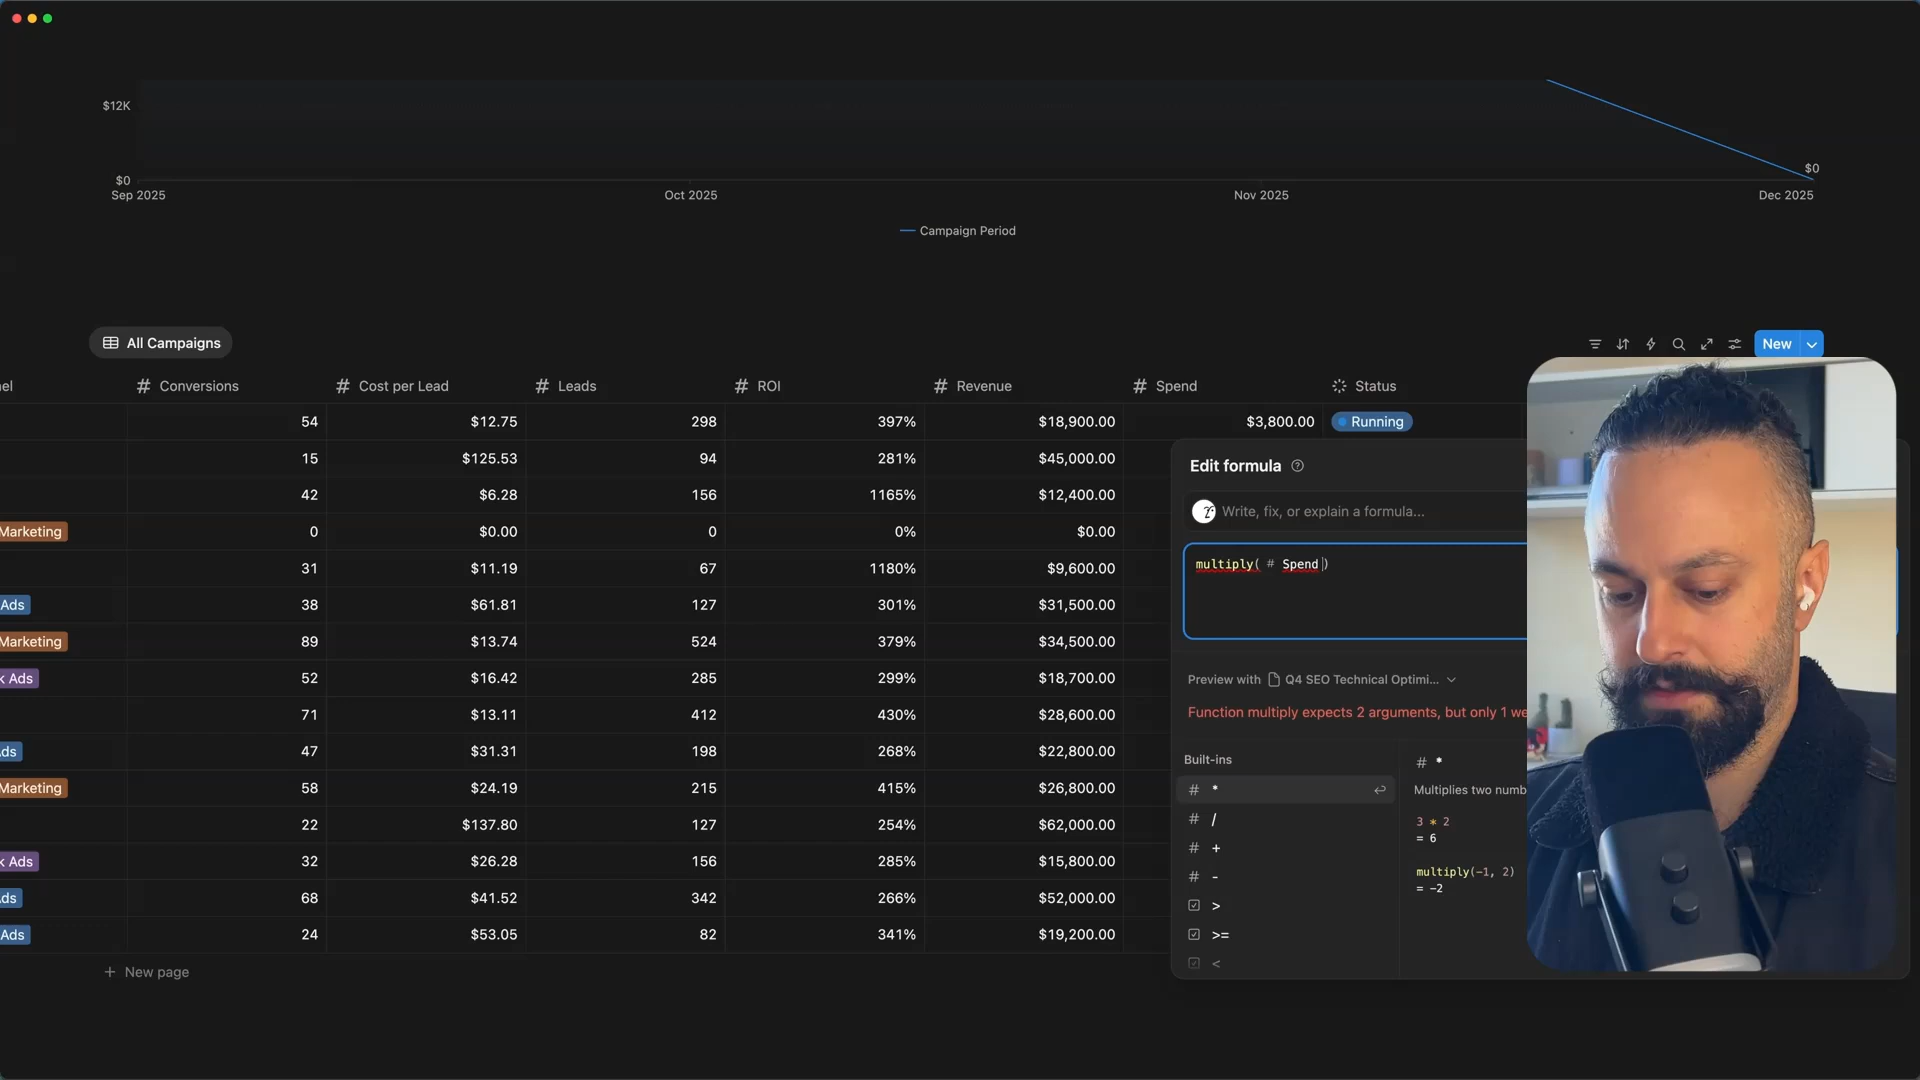 $12K
$0
$0
Sep 2025 Oct 2025 Nov 2025 Dec 2025
Campaign Period
All Campaigns
New
el # Conversions # Cost per Lead # Leads # ROI # Revenue # Spend Status
54 $12.75 298 397% $18,900.00 $3,800.00 Running
15 $125.53 94 281% $45,000.00
42 $6.28 156 1165% $12,400.00
Marketing 0 $0.00 0 0% $0.00
31 $11.19 67 1180% $9,600.00
Ads 38 $61.81 127 301% $31,500.00
Marketing 89 $13.74 524 379% $34,500.00
k Ads 52 $16.42 285 299% $18,700.00
71 $13.11 412 430% $28,600.00
ds 47 $31.31 198 268% $22,800.00
Marketing 58 $24.19 215 415% $26,800.00
22 $137.80 127 254% $62,000.00
k Ads 32 $26.28 156 285% $15,800.00
ds 68 $41.52 342 266% $52,000.00
Ads 24 $53.05 82 341% $19,200.00
+ New page
Edit formula ?
Write, fix, or explain a formula...
multiply( # Spend )
Preview with Q4 SEO Technical Optimi...
Function multiply expects 2 arguments, but only 1 we
Built-ins
# *
# /
# +
# -
>
>=
<
# *
Multiplies two numb
3 * 2
= 6
multiply(-1, 2)
= -2